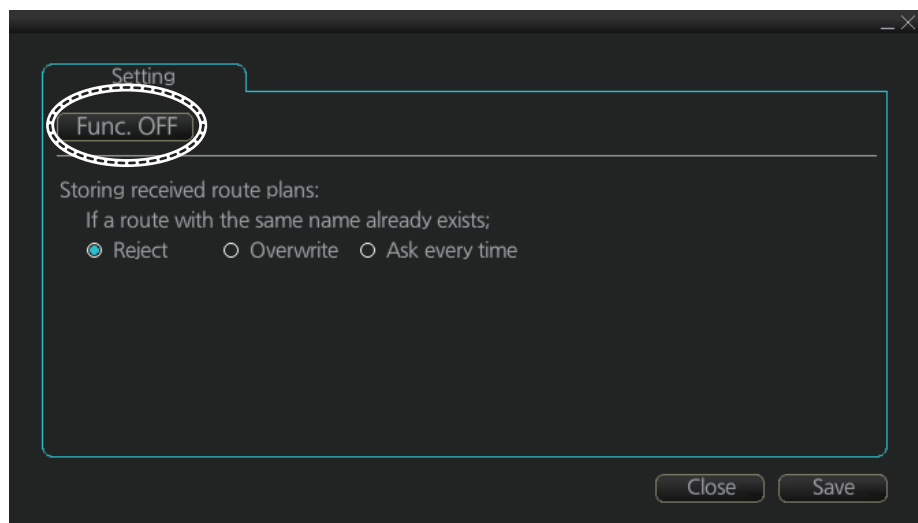 Setting
Func. OFF
Storing received route plans:
If a route with the same name already exists;
Reject Overwrite Ask every time
Close Save